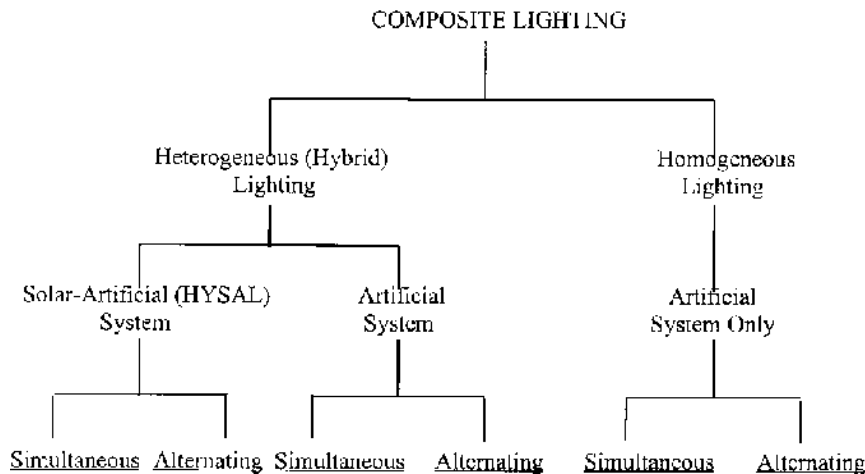 COMPOSITE LIGHTING
Heterogeneous (Hybrid)
Lighting
Homogeneous
Lighting
Solar-Artificial (HYSAL)
System
Artificial
System
Artificial
System Only
Simultaneous Alternating Simultaneous Alternating Simultaneous Alternating